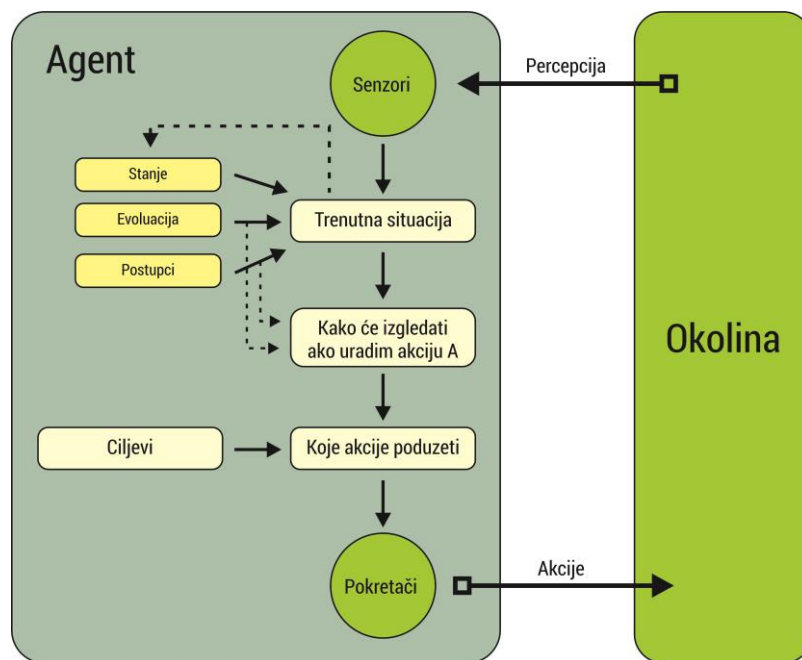 Agent
Senzori
Percepcija
Stanje
Evoluacija
Trenutna situacija
Postupci
Kako će izgledati
ako uradim akciju A
Okolina
Ciljevi
Koje akcije poduzeti
Pokretači
Akcije